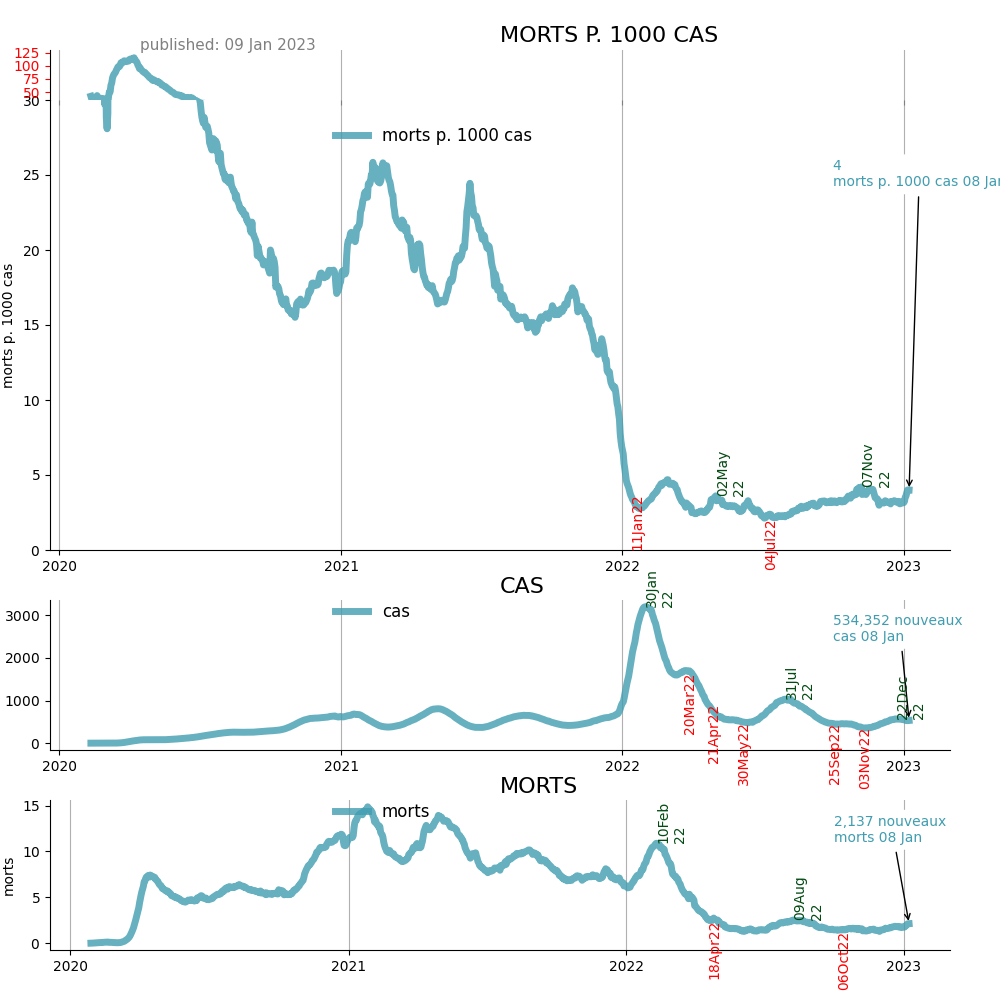 MORTS P. 1000 CAS
published: 09 Jan 2023
125
100
75
50
30
25
20
15
10
5
0
morts p. 1000 cas
morts p. 1000 cas
4
morts p. 1000 cas 08 Jan
11Jan22
02May
22
04Jul22
07Nov
22
2020
2021
2022
2023
CAS
3000
2000
1000
0
cas
30Jan
22
534,352 nouveaux
cas 08 Jan
20Mar22
21Apr22
30May22
31Jul
22
25Sep22
03Nov22
22Dec
22
2020
2021
2022
2023
MORTS
15
10
5
0
morts
morts
10Feb
22
2,137 nouveaux
morts 08 Jan
18Apr22
09Aug
22
06Oct22
2020
2021
2022
2023